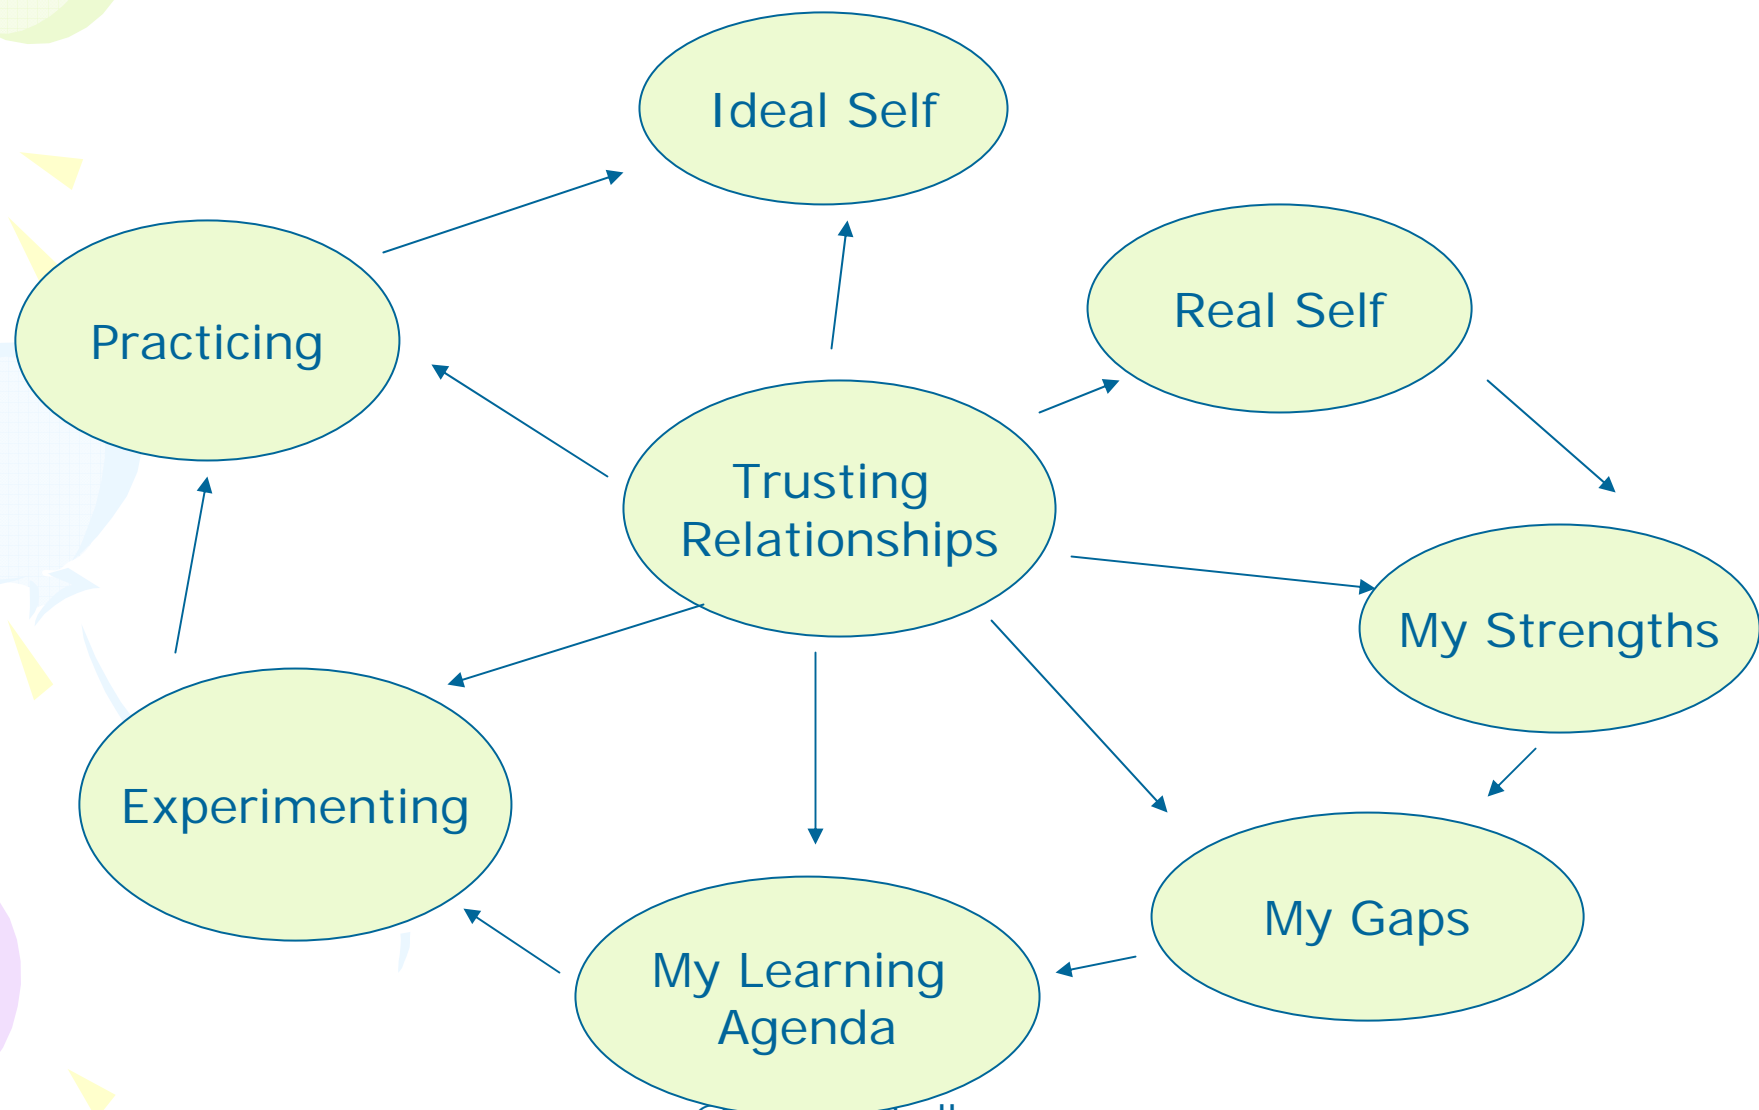 Ideal Self
Real Self
Practicing
Trusting
Relationships
My Strengths
Experimenting
My Gaps
My Learning
Agenda